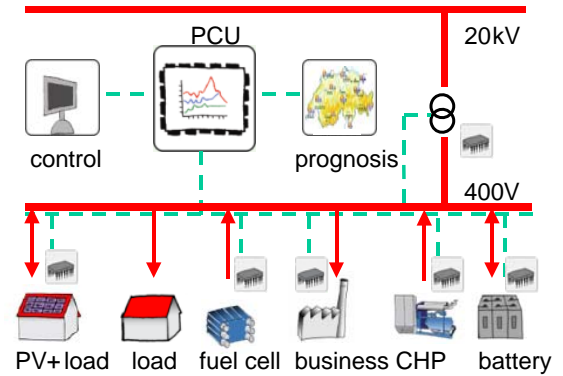 PCU
20kV
control
prognosis
400V
PV+load load fuel cell business CHP battery